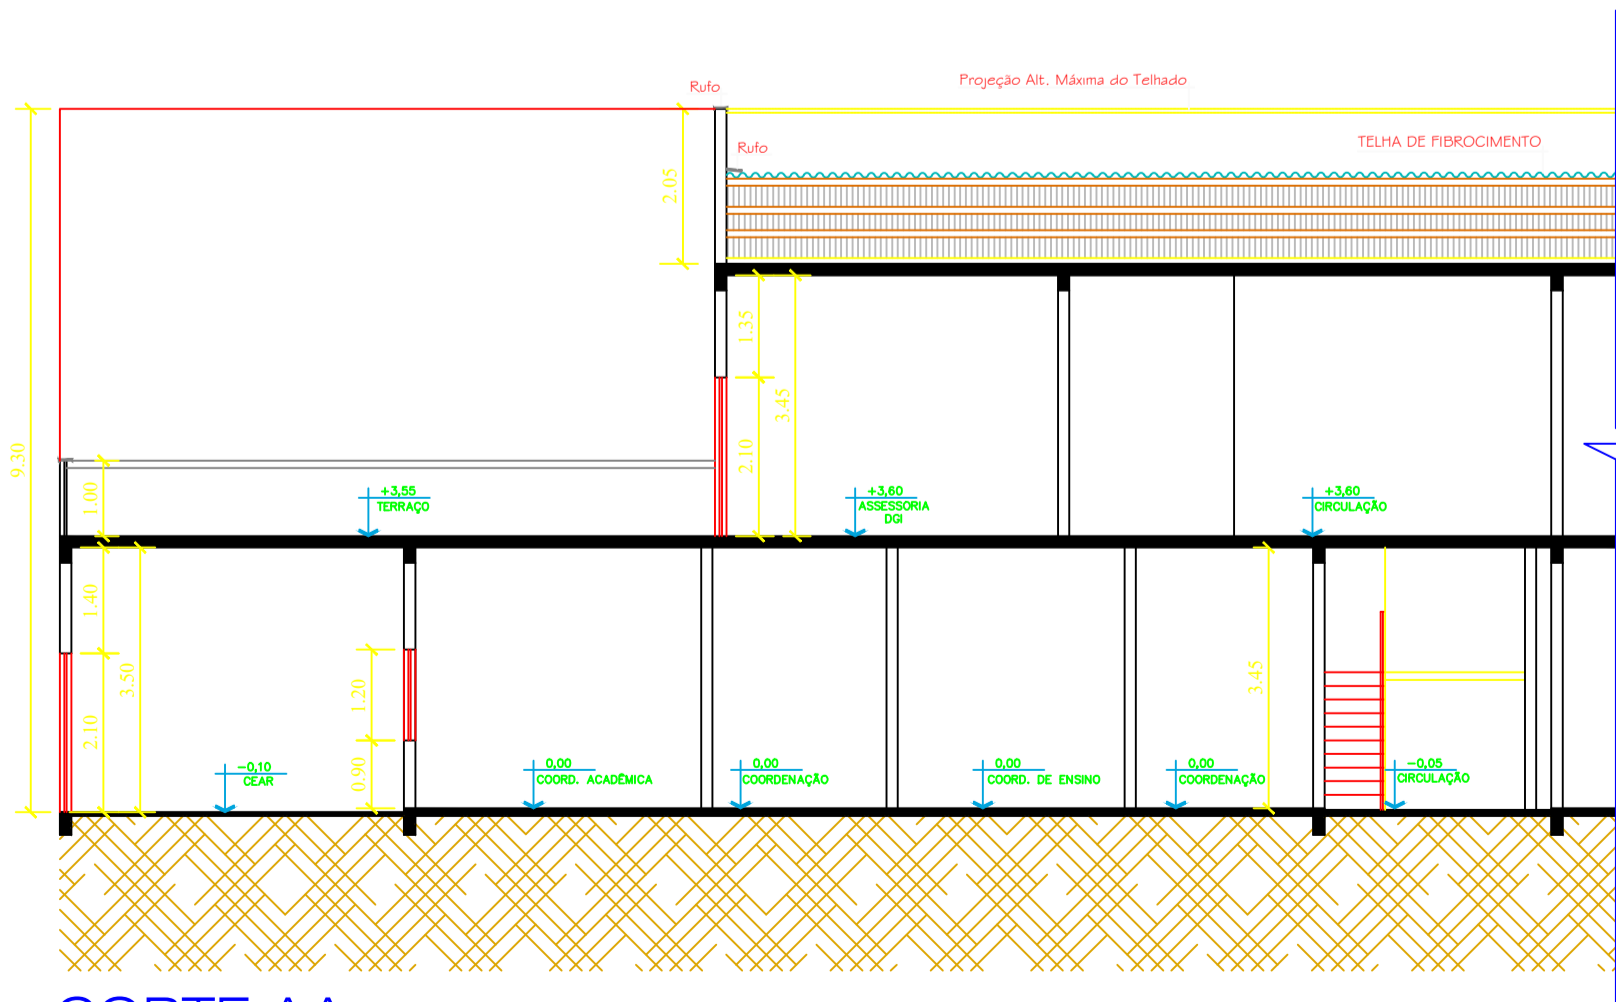 Projeção Alt. Máxima do Telhado
Rufo
TELHA DE FIBROCIMENTO
Rufo
2.05
1.35
3.45
2.10
9.30
1.00
+3,55
TERRAÇO
+3,60
ASSESSORIA
DGI
+3,60
CIRCULAÇÃO
1.40
3.50
2.10
1.20
0.90
3.45
-0,10
CEAR
0,00
COORD. ACADÊMICA
0,00
COORDENAÇÃO
0,00
COORD. DE ENSINO
0,00
COORDENAÇÃO
-0,05
CIRCULAÇÃO
CORTE AA